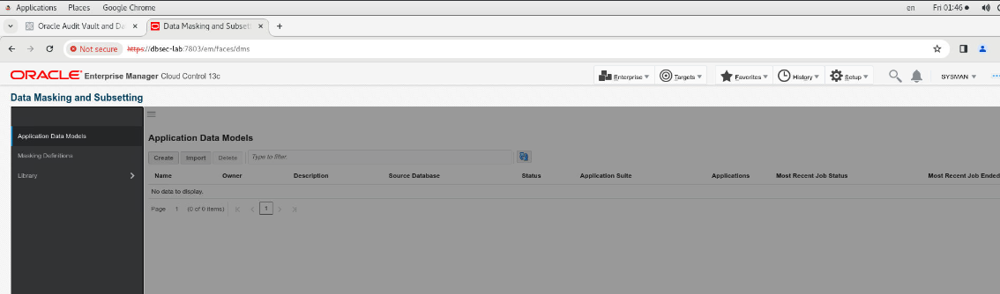 Applications Places Google Chrome en Fri 01:46
Oracle Audit Vault and Da × Data Masking and Subset × +
Not secure https://dbsec-lab:7803/em/faces/dms
ORACLE Enterprise Manager Cloud Control 13c Enterprise Targets Favorites History Setup SYSMAN
Data Masking and Subsetting
Application Data Models
Masking Definitions
Library
Application Data Models
Create Import Delete Type to filter.
Name Owner Description Source Database Status Application Suite Applications Most Recent Job Status Most Recent Job Ended
No data to display.
Page 1 (0 of 0 items) 1